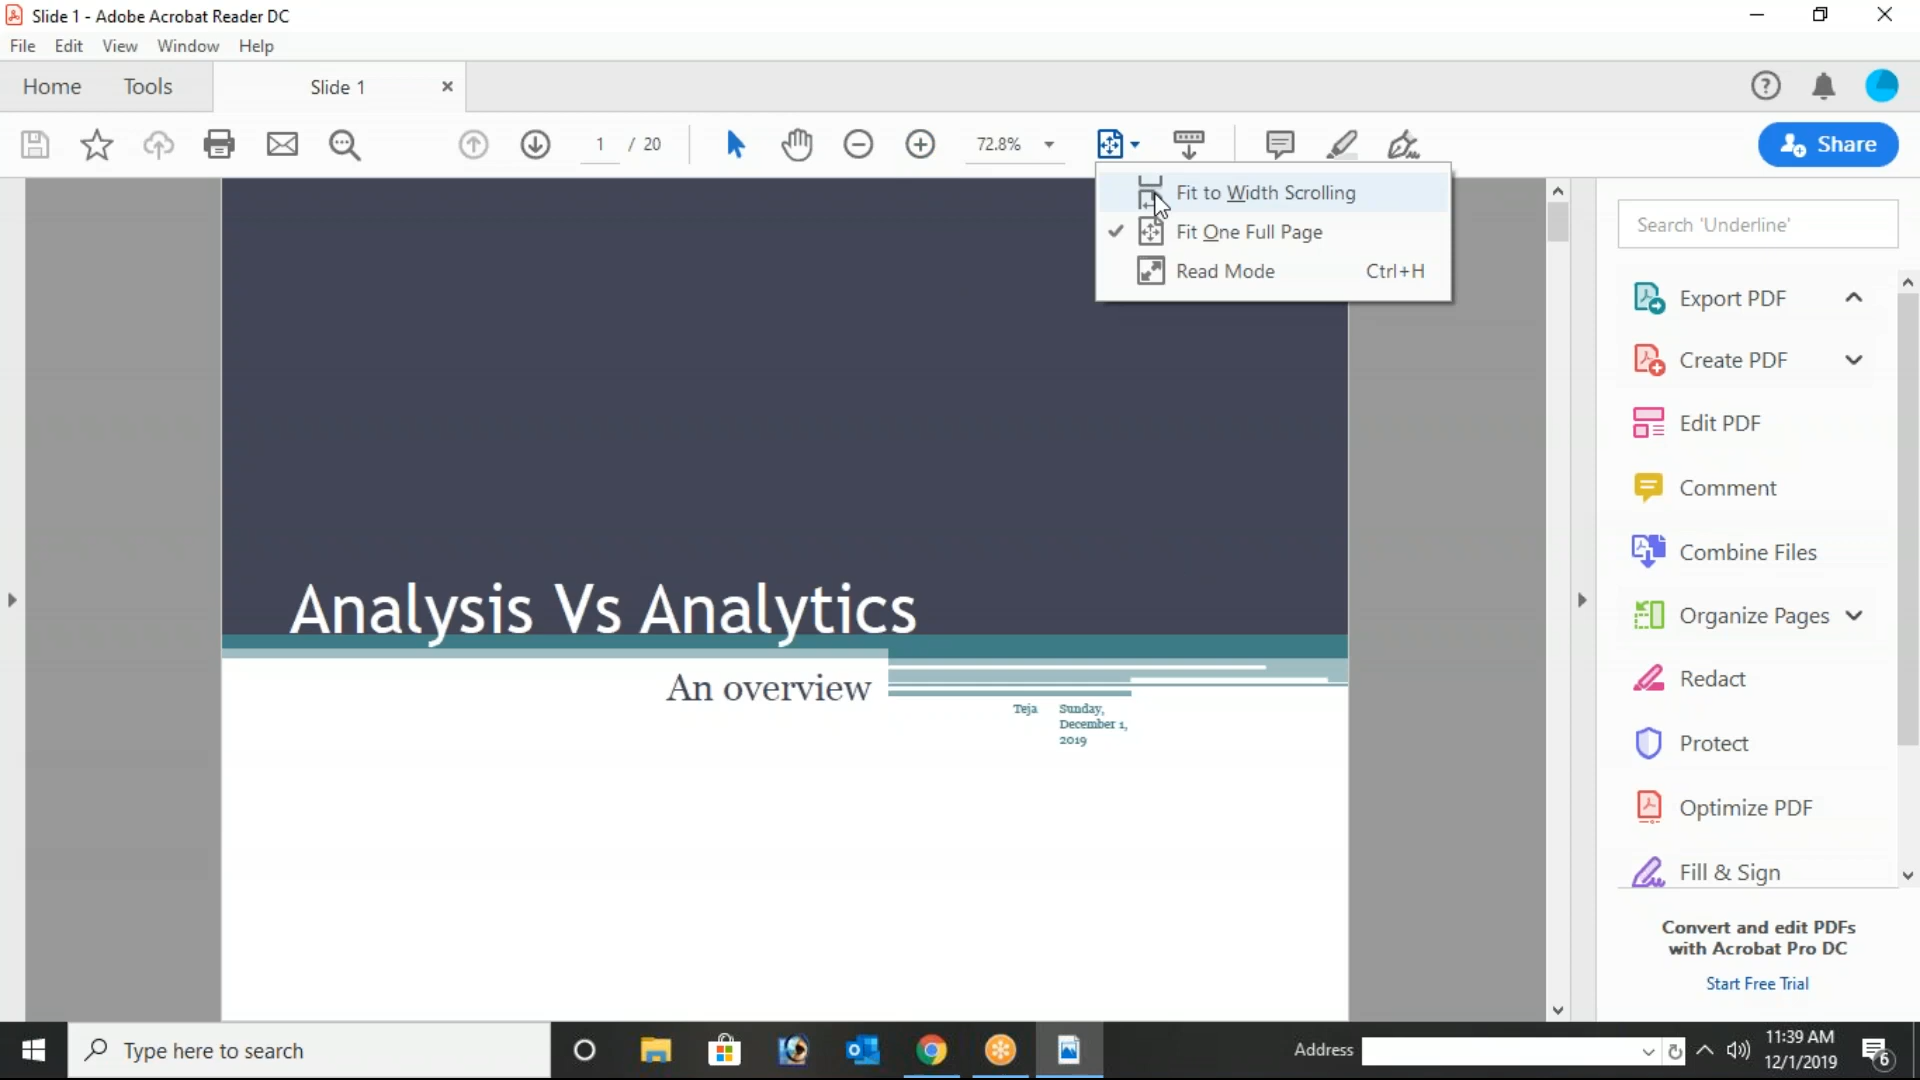 Slide 1 - Adobe Acrobat Reader DC
File Edit View Window Help
Home Tools Slide 1
1 / 20 72.8% Share
Fit to Width Scrolling
Fit One Full Page
Read Mode Ctrl+H
Search 'Underline'
Export PDF
Create PDF
Edit PDF
Comment
Combine Files
Organize Pages
Redact
Protect
Optimize PDF
Fill & Sign
Convert and edit PDFs
with Acrobat Pro DC
Start Free Trial
Analysis Vs Analytics
An overview
Teja
Sunday,
December 1,
2019
Type here to search
Address
11:39 AM
12/1/2019
6